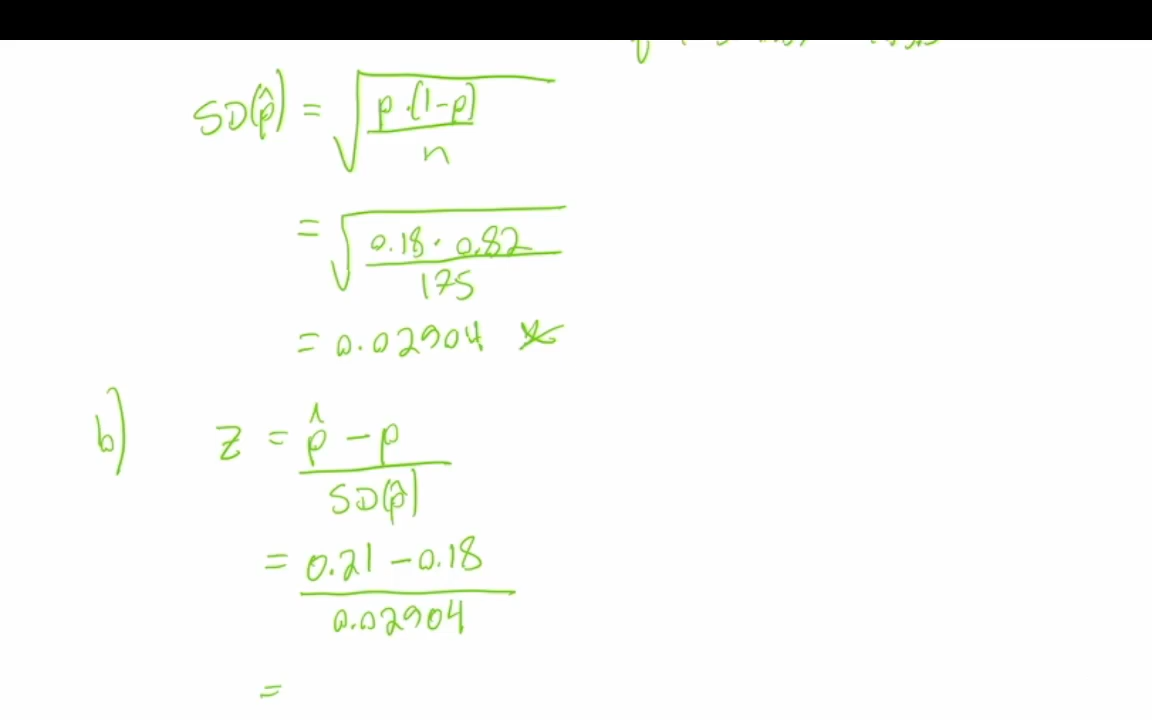 SD(p̂) = √(p·(1-p)/n)
= √(0.18·0.82/175)
= 0.02904 *
b) z = (p̂ - p)/SD(p̂)
= (0.21 - 0.18)/0.02904
=